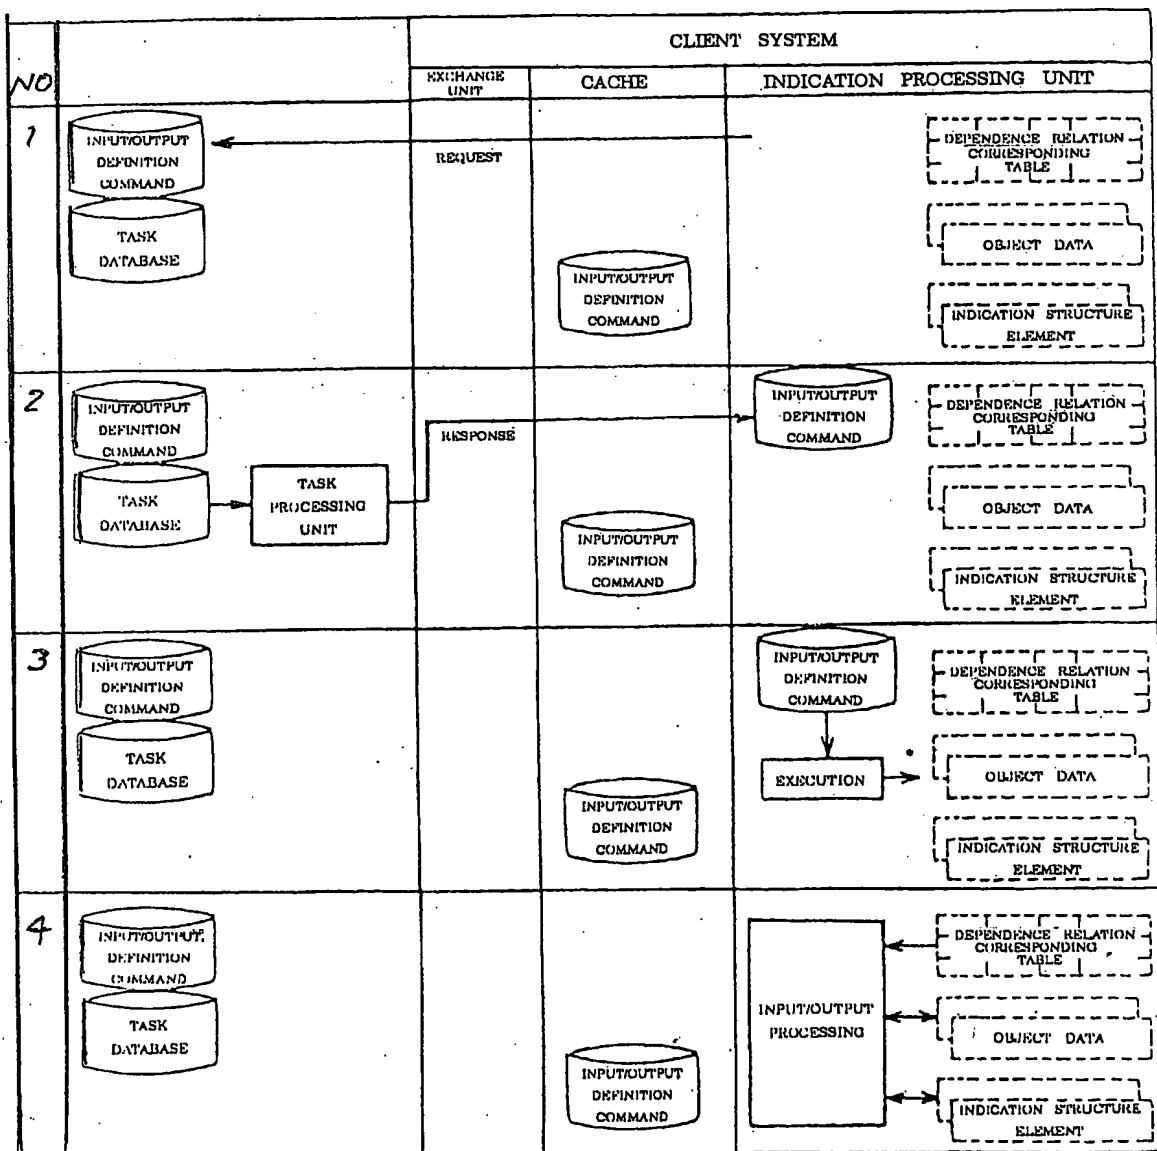 CLIENT SYSTEM
NO
EXCHANGE
UNIT
CACHE
INDICATION PROCESSING UNIT
1
INPUT/OUTPUT
DEFINITION
COMMAND
TASK
DATABASE
REQUEST
INPUT/OUTPUT
DEFINITION
COMMAND
DEPENDENCE RELATION
CORRESPONDING
TABLE
OBJECT DATA
INDICATION STRUCTURE
ELEMENT
2
INPUT/OUTPUT
DEFINITION
COMMAND
TASK
DATABASE
TASK
PROCESSING
UNIT
RESPONSE
INPUT/OUTPUT
DEFINITION
COMMAND
INPUT/OUTPUT
DEFINITION
COMMAND
DEPENDENCE RELATION
CORRESPONDING
TABLE
OBJECT DATA
INDICATION STRUCTURE
ELEMENT
3
INPUT/OUTPUT
DEFINITION
COMMAND
TASK
DATABASE
INPUT/OUTPUT
DEFINITION
COMMAND
INPUT/OUTPUT
DEFINITION
COMMAND
EXECUTION
DEPENDENCE RELATION
CORRESPONDING
TABLE
OBJECT DATA
INDICATION STRUCTURE
ELEMENT
4
INPUT/OUTPUT
DEFINITION
COMMAND
TASK
DATABASE
INPUT/OUTPUT
DEFINITION
COMMAND
INPUT/OUTPUT
PROCESSING
DEPENDENCE RELATION
CORRESPONDING
TABLE
OBJECT DATA
INDICATION STRUCTURE
ELEMENT